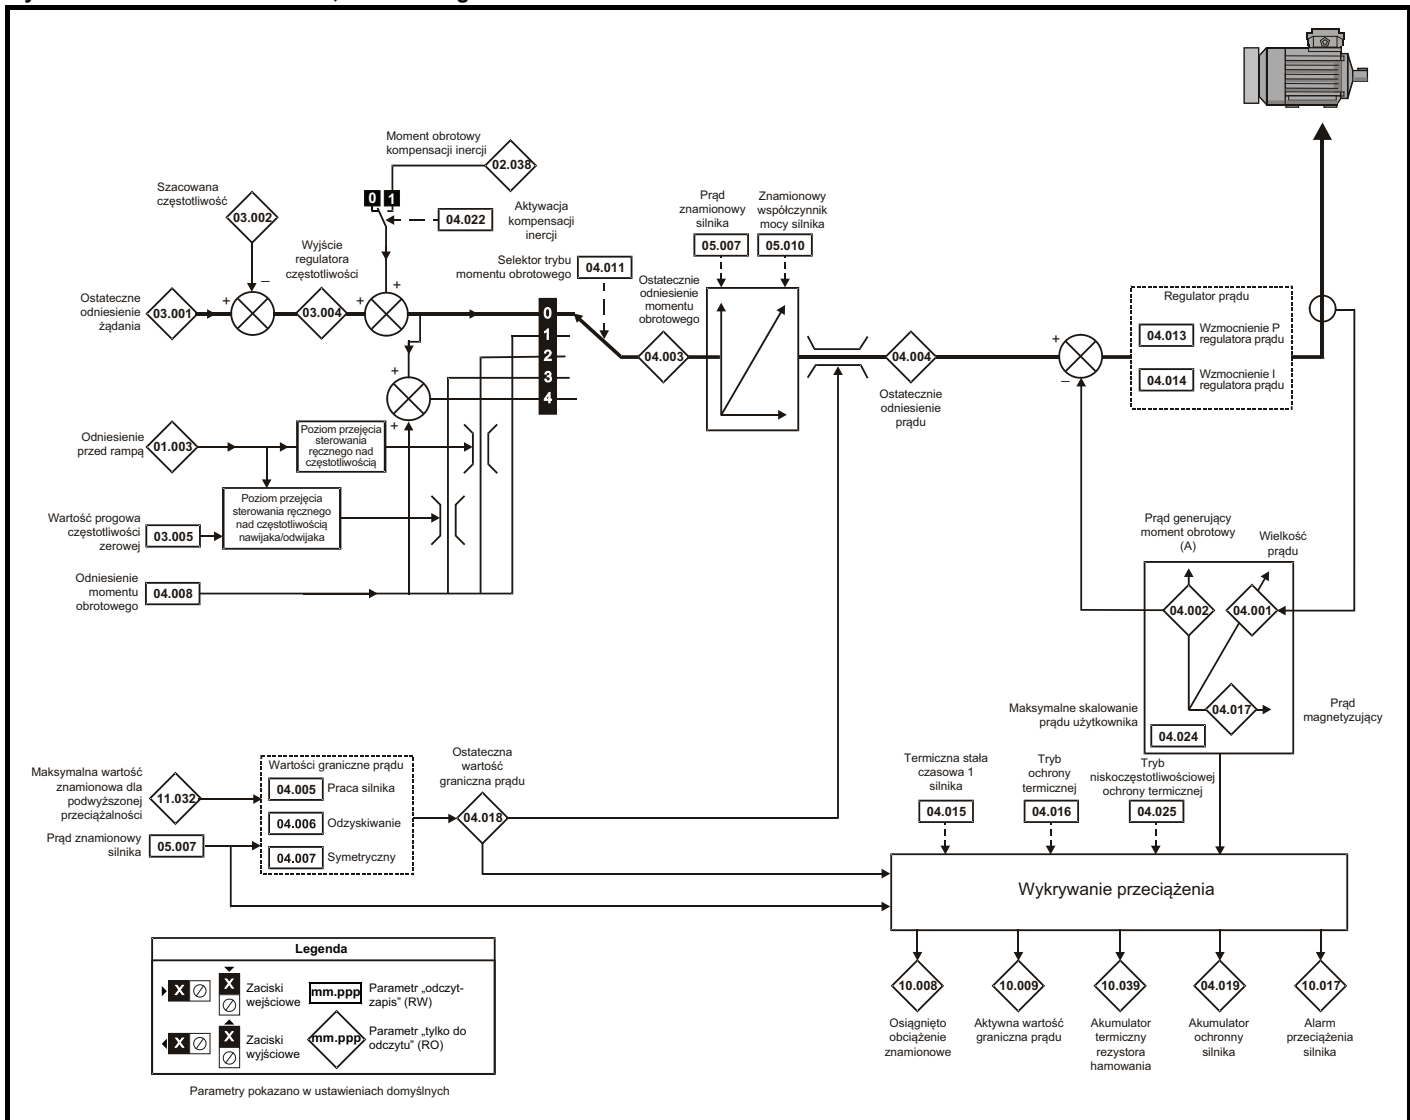 Moment obrotowy
kompensacji inercji
02.038
0 1
Szacowana
częstotliwość
03.002
04.022
Aktywacja
kompensacji
inercji
Wyjście
regulatora
częstotliwości
Selektor trybu
momentu obrotowego
04.011
Prąd
znamionowy
silnika
05.007
Znamionowy
współczynnik
mocy silnika
05.010
Ostatecznie
odniesienie
momentu
obrotowego
Ostateczne
odniesienie
żądania
03.001
+
–
03.004
+
+
0
1
2
3
4
04.003
04.004
Ostatecznie
odniesienie
prądu
+
–
Regulator prądu
04.013
Wzmocnienie P
regulatora prądu
04.014
Wzmocnienie I
regulatora prądu
+
+
Odniesienie
przed rampą
01.003
Poziom przejęcia
sterowania
ręcznego nad
częstotliwością
Poziom przejęcia
sterowania ręcznego
nad częstotliwością
nawijaka/odwijaka
Wartość progowa
częstotliwości
zerowej
03.005
Odniesienie
momentu
obrotowego
04.008
Prąd generujący
moment obrotowy
(A)
Wielkość
prądu
04.002
04.001
04.017
Prąd
magnetyzujący
Maksymalne skalowanie
prądu użytkownika
04.024
Maksymalna wartość
znamionowa dla
podwyższonej
przeciążalności
11.032
Prąd znamionowy
silnika
05.007
Wartości graniczne prądu
04.005 Praca silnika
04.006 Odzyskiwanie
04.007 Symetryczny
Ostateczna
wartość
graniczna prądu
04.018
Termiczna stała
czasowa 1
silnika
04.015
Tryb
ochrony
termicznej
04.016
Tryb
niskoczęstotliwościowej
ochrony termicznej
04.025
Wykrywanie przeciążenia
10.008
Osiągnięto
obciążenie
znamionowe
10.009
Aktywna wartość
graniczna prądu
10.039
Akumulator
termiczny
rezystora
hamowania
04.019
Akumulator
ochronny
silnika
10.017
Alarm
przeciążenia
silnika
Legenda
X
X
Zaciski
wejściowe
mm.ppp
Parametr „odczyt-
zapis” (RW)
X
X
Zaciski
wyjściowe
mm.ppp
Parametr „tylko do
odczytu” (RO)
Parametry pokazano w ustawieniach domyślnych